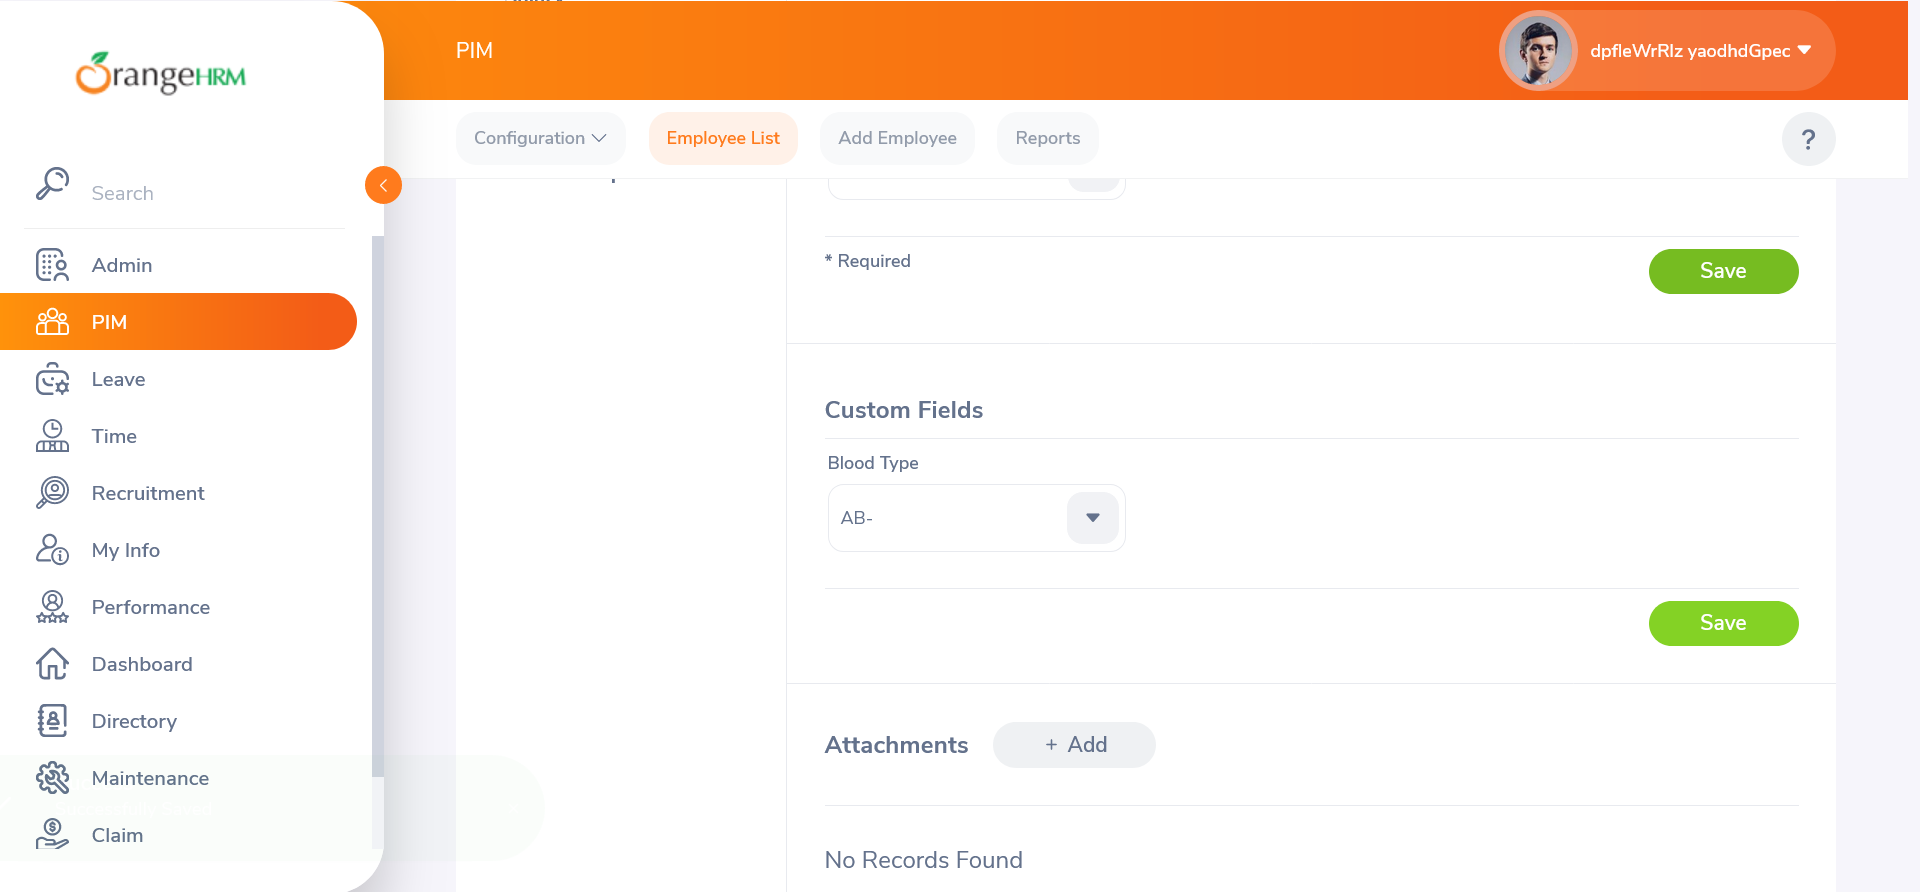 OrangeHRM
PIM
dpfleWrRlz yaodhdGpec
Configuration
Employee List
Add Employee
Reports
?
Search
Admin
PIM
Leave
Time
Recruitment
My Info
Performance
Dashboard
Directory
Maintenance
Claim
* Required
Save
Custom Fields
Blood Type
AB-
Save
Attachments
+ Add
No Records Found